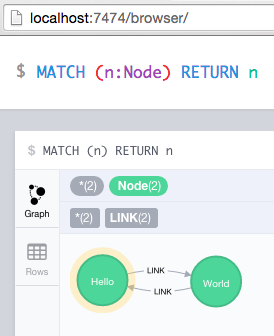 localhost:7474/browser/
$ MATCH (n:Node) RETURN n
$ MATCH (n) RETURN n
*(2) Node(2)
Graph
*(2) LINK(2)
Rows
LINK
Hello World
LINK